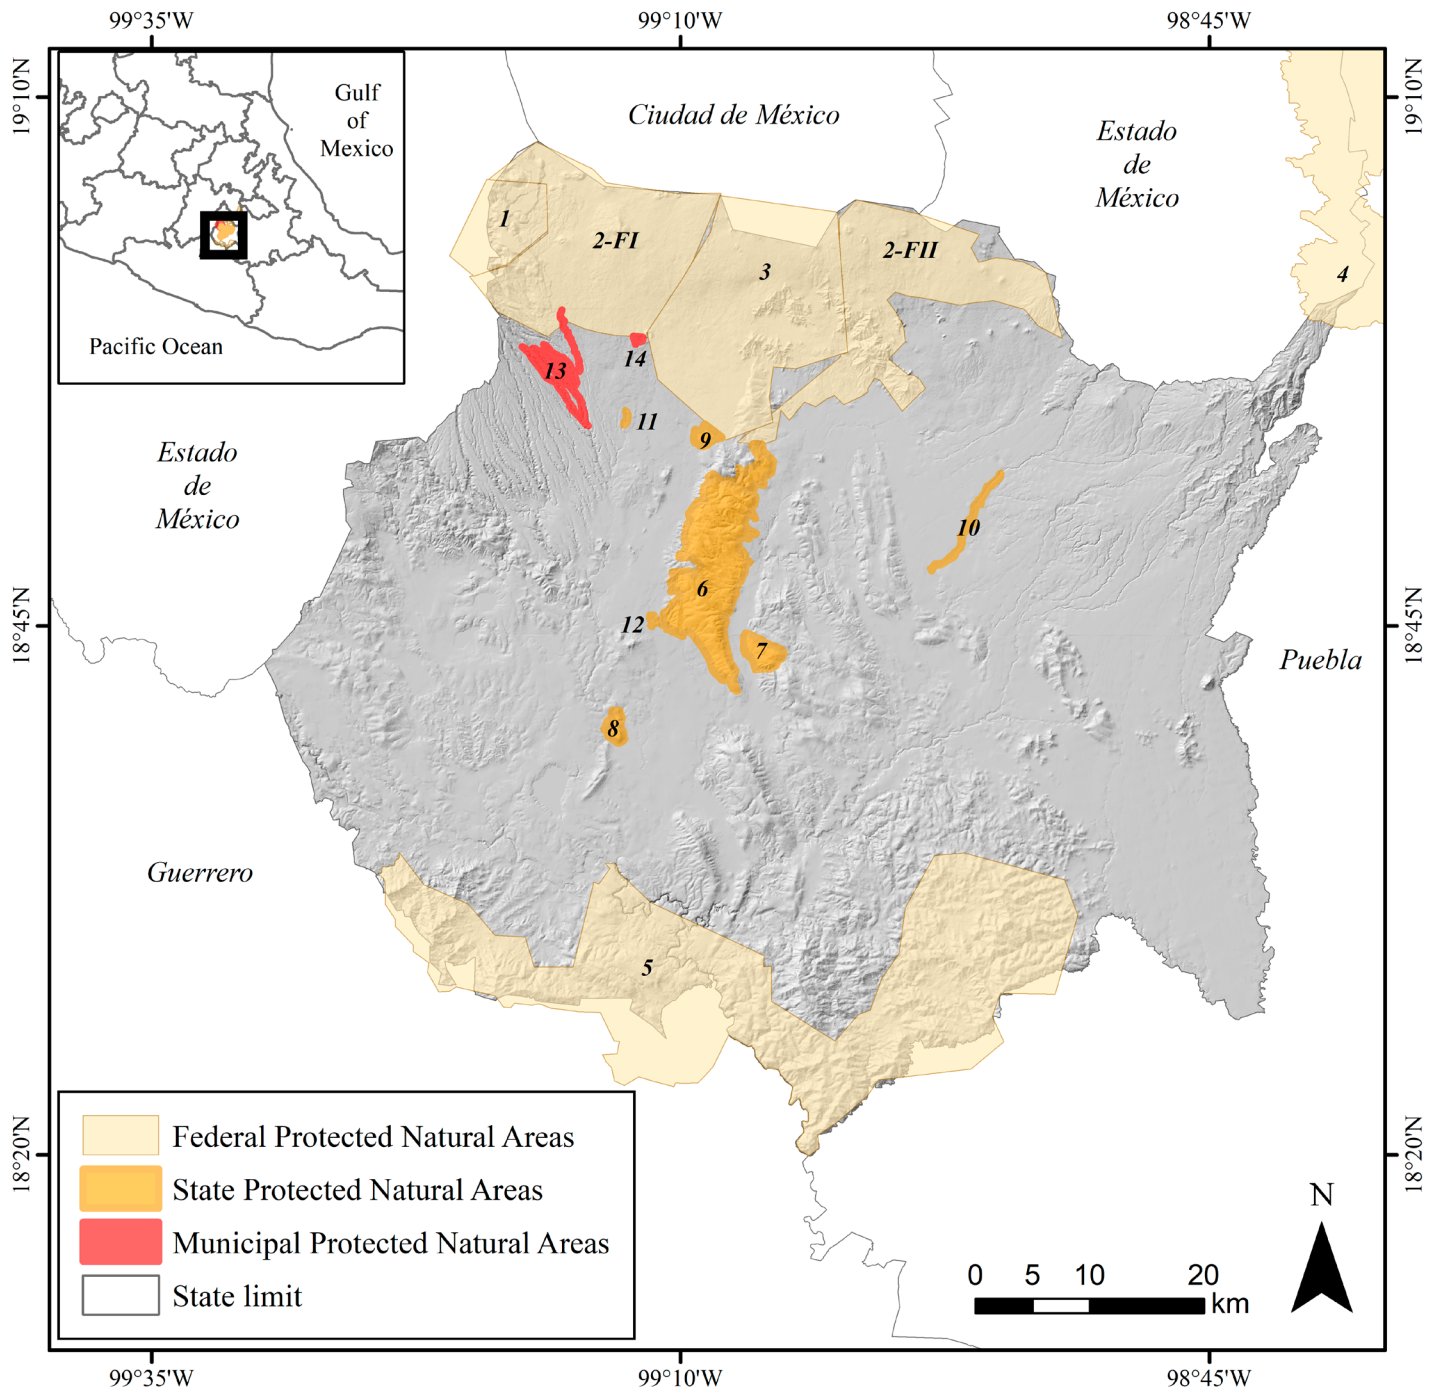 99°35'W
99°10'W
98°45'W
19°10'N
19°10'N
Gulf
of
Mexico
Pacific Ocean
Ciudad de México
Estado
de
México
1
2-FI
3
2-FII
4
13
14
11
9
Estado
de
México
10
6
12
7
18°45'N
18°45'N
Puebla
8
Guerrero
5
Federal Protected Natural Areas
State Protected Natural Areas
Municipal Protected Natural Areas
State limit
18°20'N
18°20'N
N
0 5 10 20
km
99°35'W
99°10'W
98°45'W